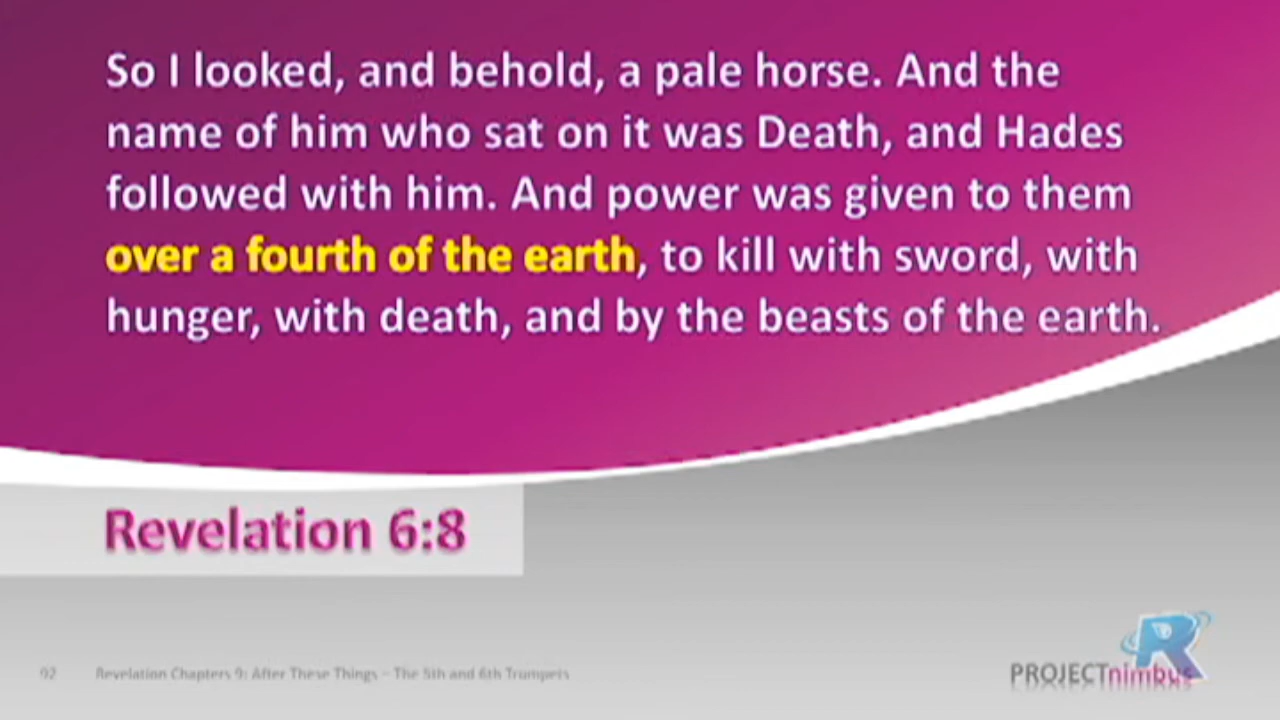 So I looked, and behold, a pale horse. And the
name of him who sat on it was Death, and Hades
followed with him. And power was given to them
over a fourth of the earth, to kill with sword, with
hunger, with death, and by the beasts of the earth.
Revelation 6:8
92 Revelation Chapters 9: After These Things – The 5th and 6th Trumpets
PROJECTnimbus